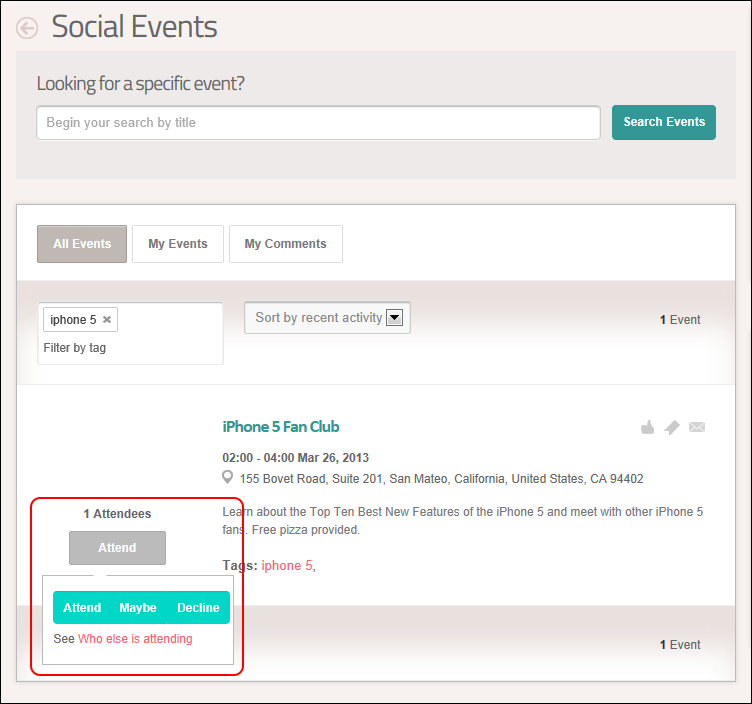 Social Events
Looking for a specific event?
Begin your search by title
Search Events
All Events
My Events
My Comments
iphone 5 ×
Filter by tag
Sort by recent activity
1 Event
iPhone 5 Fan Club
02:00 - 04:00 Mar 26, 2013
155 Bovet Road, Suite 201, San Mateo, California, United States, CA 94402
Learn about the Top Ten Best New Features of the iPhone 5 and meet with other iPhone 5
fans. Free pizza provided.
Tags: iphone 5,
1 Attendees
Attend
Attend
Maybe
Decline
See Who else is attending
1 Event